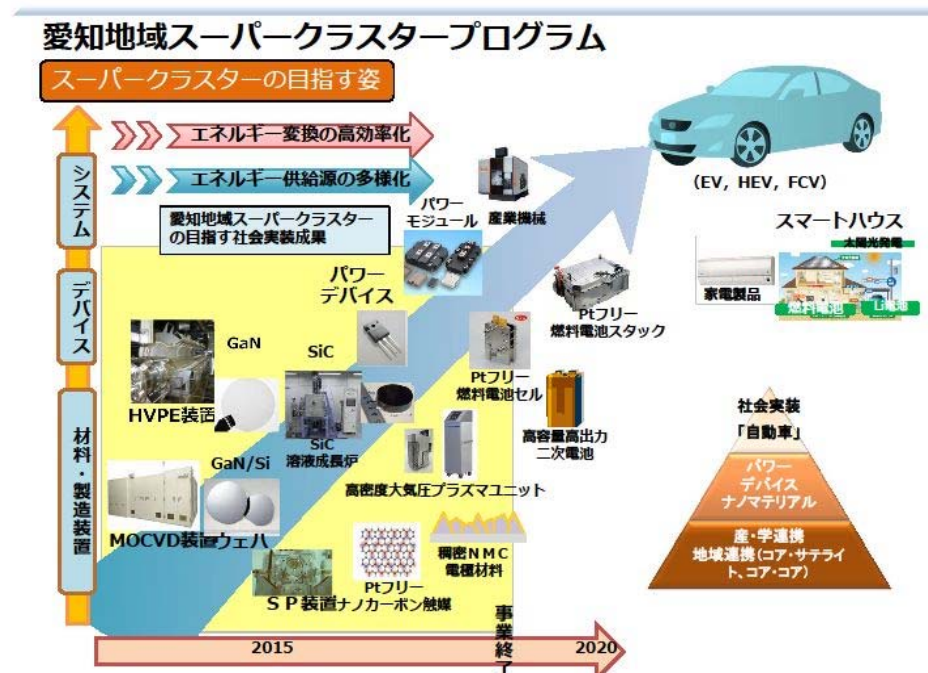 愛知地域スーパークラスタープログラム
スーパークラスターの目指す姿
エネルギー変換の高効率化
エネルギー供給源の多様化
愛知地域スーパークラスター
の目指す社会実装成果
システム
デバイス
材料・製造装置
パワー
モジュール
産業機械
(EV, HEV, FCV)
スマートハウス
太陽光発電
家電製品
燃料電池
Li電池
パワー
デバイス
GaN
SiC
HVPE装置
SiC
溶液成長炉
Ptフリー
燃料電池セル
Ptフリー
燃料電池スタック
高容量高出力
二次電池
GaN/Si
MOCVD装置
ウェハ
高密度大気圧プラズマユニット
稠密NMC
電極材料
SP装置
Ptフリー
ナノカーボン触媒
社会実装
「自動車」
パワー
デバイス
ナノマテリアル
産・学連携
地域連携(コア・サテライ
ト、コア・コア)
2015
事業終了
2020